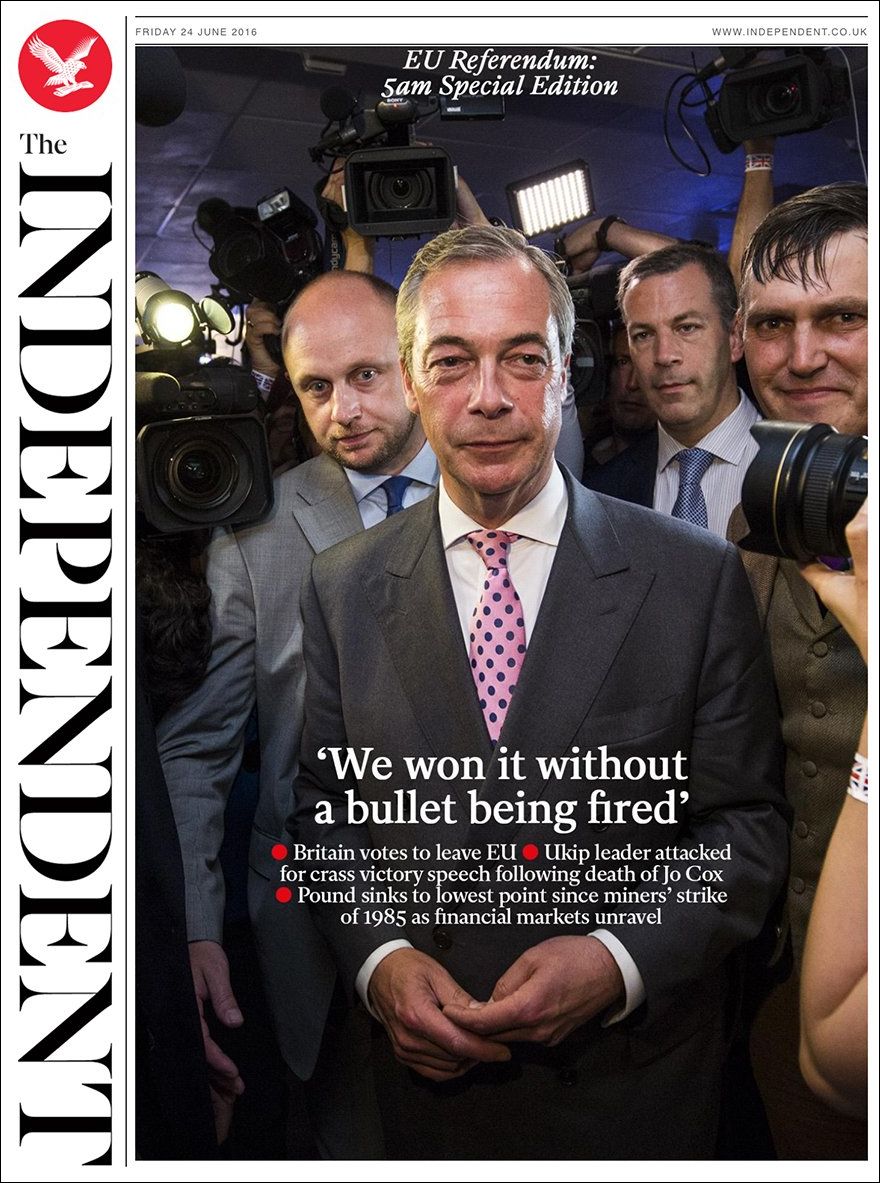 FRIDAY 24 JUNE 2016
WWW.INDEPENDENT.CO.UK
The
INDEPENDENT
EU Referendum:
5am Special Edition
SONY
Handycam
‘We won it without
a bullet being fired’
● Britain votes to leave EU ● Ukip leader attacked
for crass victory speech following death of Jo Cox
● Pound sinks to lowest point since miners’ strike
of 1985 as financial markets unravel